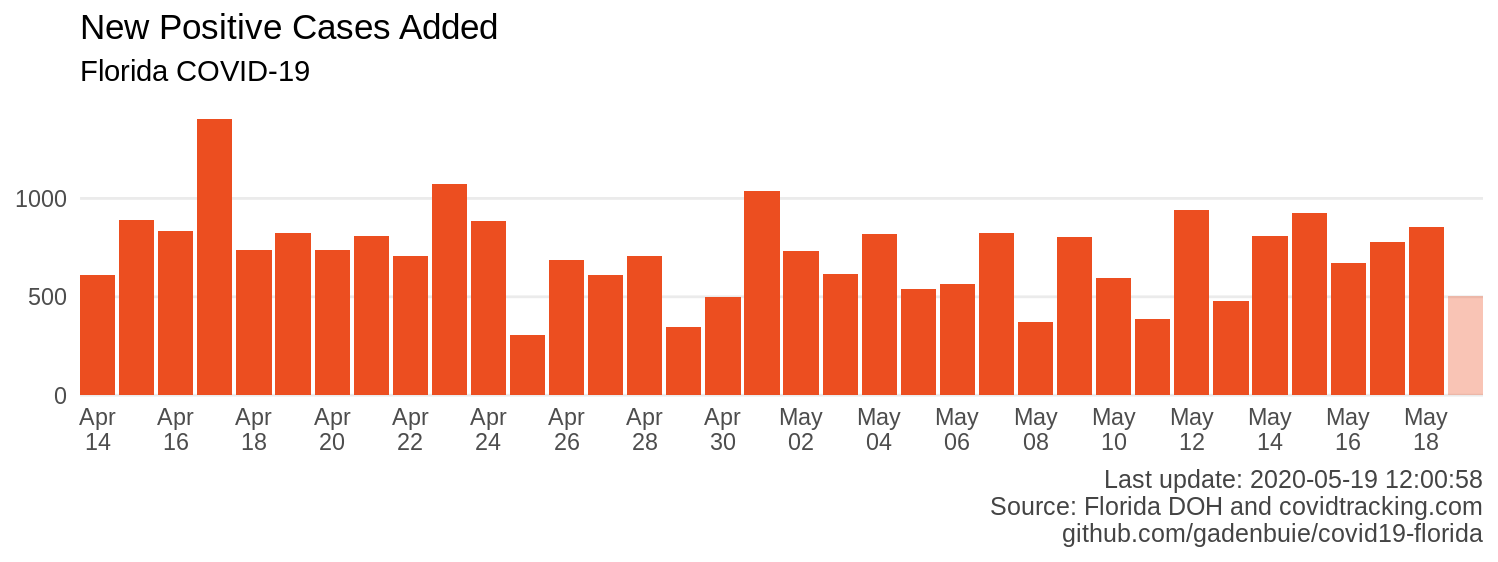 New Positive Cases Added
Florida COVID-19
1000
500
0
Apr Apr Apr Apr Apr Apr Apr Apr Apr May May May May May May May May May
14 16 18 20 22 24 26 28 30 02 04 06 08 10 12 14 16 18
Last update: 2020-05-19 12:00:58
Source: Florida DOH and covidtracking.com
github.com/gadenbuie/covid19-florida